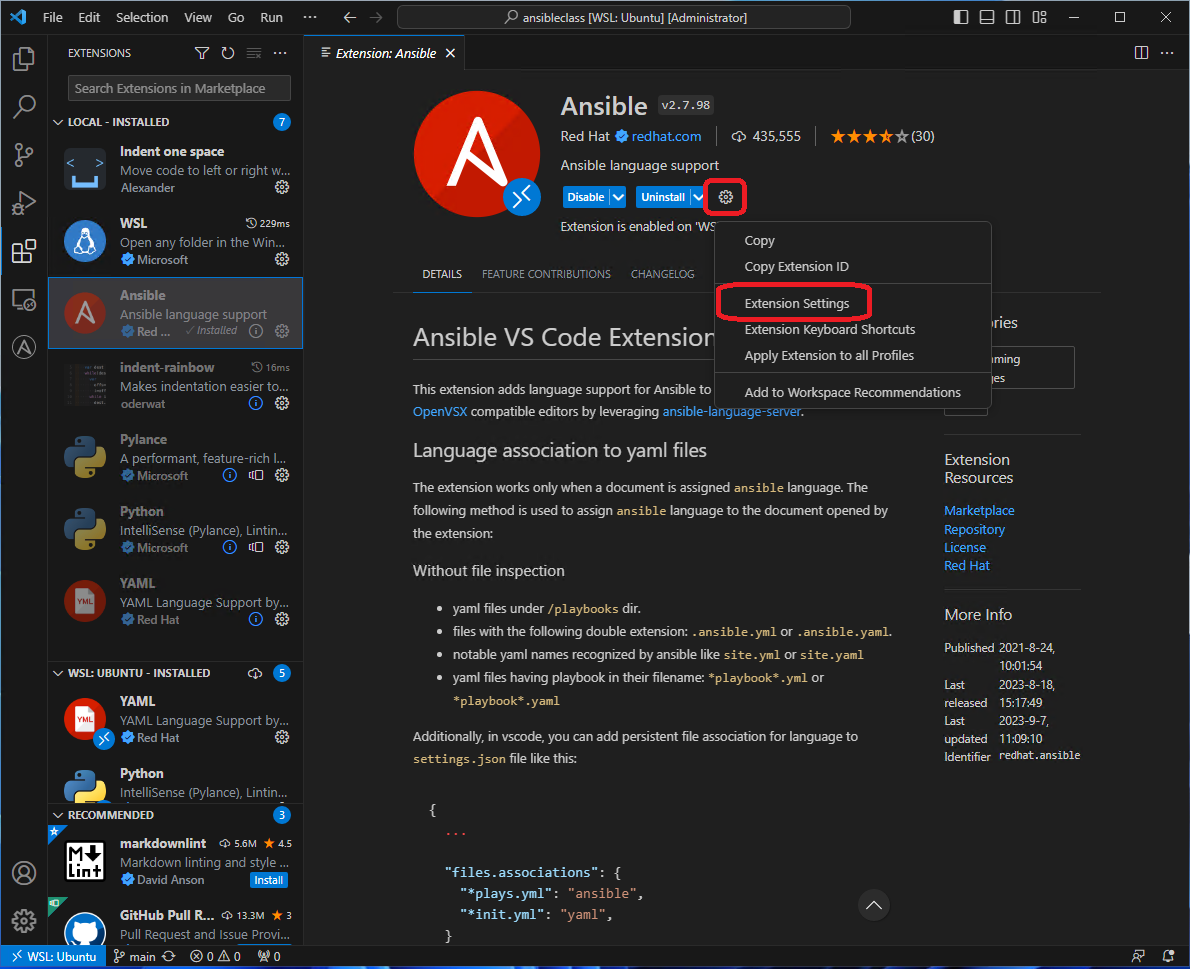 File Edit Selection View Go Run ··· ansibleclass [WSL: Ubuntu] [Administrator]
EXTENSIONS
Search Extensions in Marketplace
LOCAL - INSTALLED 7
Indent one space
Move code to left or right w...
Alexander
WSL 229ms
Open any folder in the Win...
Microsoft
Ansible
Ansible language support
Red ... ✓ Installed
indent-rainbow 16ms
Makes indentation easier to...
oderwat
Pylance
A performant, feature-rich l...
Microsoft
Python
IntelliSense (Pylance), Lintin...
Microsoft
YAML
YAML Language Support by...
Red Hat
WSL: UBUNTU - INSTALLED 5
YAML
YAML Language Support by...
Red Hat
Python
IntelliSense (Pylance), Lintin...
RECOMMENDED 3
markdownlint 5.6M 4.5
Markdown linting and style ...
David Anson Install
GitHub Pull R... 13.3M 3
Pull Request and Issue Provi...
Extension: Ansible
Ansible v2.7.98
Red Hat redhat.com 435,555 (30)
Ansible language support
Disable Uninstall
Extension is enabled on 'WS
Copy
Copy Extension ID
Extension Settings
Extension Keyboard Shortcuts
Apply Extension to all Profiles
Add to Workspace Recommendations
DETAILS FEATURE CONTRIBUTIONS CHANGELOG
Ansible VS Code Extension
This extension adds language support for Ansible to
OpenVSX compatible editors by leveraging ansible-language-server.
Language association to yaml files
The extension works only when a document is assigned ansible language. The
following method is used to assign ansible language to the document opened by
the extension:
Without file inspection
• yaml files under /playbooks dir.
• files with the following double extension: .ansible.yml or .ansible.yaml.
• notable yaml names recognized by ansible like site.yml or site.yaml
• yaml files having playbook in their filename: *playbook*.yml or
*playbook*.yaml
Additionally, in vscode, you can add persistent file association for language to
settings.json file like this:
{
...
"files.associations": {
"*plays.yml": "ansible",
"*init.yml": "yaml",
}
ories
ming
ges
Extension
Resources
Marketplace
Repository
License
Red Hat
More Info
Published 2021-8-24,
10:01:54
Last 2023-8-18,
released 15:17:49
Last 2023-9-7,
updated 11:09:10
Identifier redhat.ansible
WSL: Ubuntu main 0 0 0